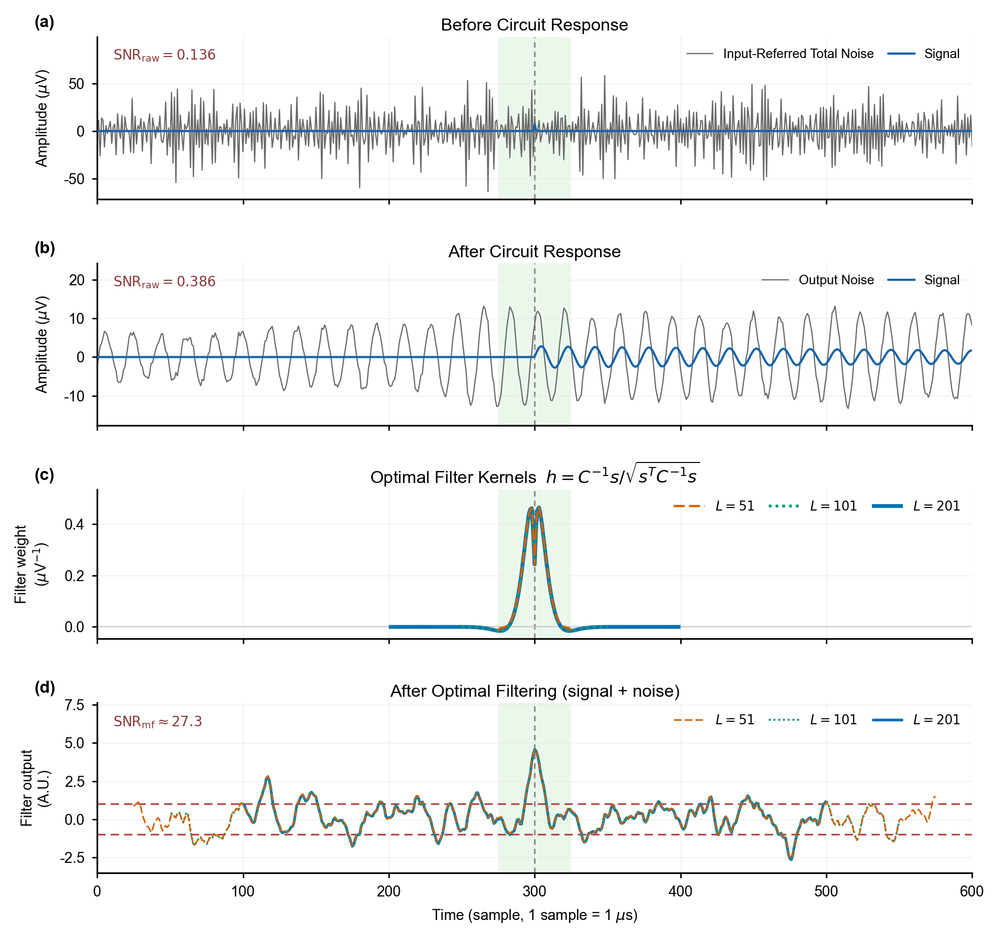 (a)
Before Circuit Response
SNR_raw = 0.136
Input-Referred Total Noise
Signal
Amplitude (μV)
50
0
-50
(b)
After Circuit Response
SNR_raw = 0.386
Output Noise
Signal
Amplitude (μV)
20
10
0
-10
(c)
Optimal Filter Kernels h = C⁻¹s/√(sᵀC⁻¹s)
L = 51
L = 101
L = 201
Filter weight
(μV⁻¹)
0.4
0.2
0.0
(d)
After Optimal Filtering (signal + noise)
SNR_mf ≈ 27.3
L = 51
L = 101
L = 201
Filter output
(A.U.)
7.5
5.0
2.5
0.0
-2.5
0 100 200 300 400 500 600
Time (sample, 1 sample = 1 μs)